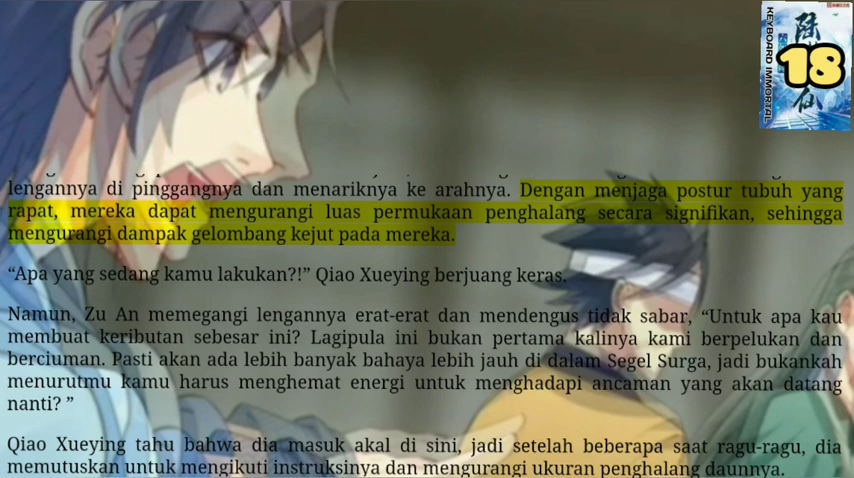 KEYBOARD IMMORTAL
18
lengannya di pinggangnya dan menariknya ke arahnya. Dengan menjaga postur tubuh yang
rapat, mereka dapat mengurangi luas permukaan penghalang secara signifikan, sehingga
mengurangi dampak gelombang kejut pada mereka.
“Apa yang sedang kamu lakukan?!” Qiao Xueying berjuang keras.
Namun, Zu An memegangi lengannya erat-erat dan mendengus tidak sabar, “Untuk apa kau
membuat keributan sebesar ini? Lagipula ini bukan pertama kalinya kami berpelukan dan
berciuman. Pasti akan ada lebih banyak bahaya lebih jauh di dalam Segel Surga, jadi bukankah
menurutmu kamu harus menghemat energi untuk menghadapi ancaman yang akan datang
nanti? ”
Qiao Xueying tahu bahwa dia masuk akal di sini, jadi setelah beberapa saat ragu-ragu, dia
memutuskan untuk mengikuti instruksinya dan mengurangi ukuran penghalang daunnya.